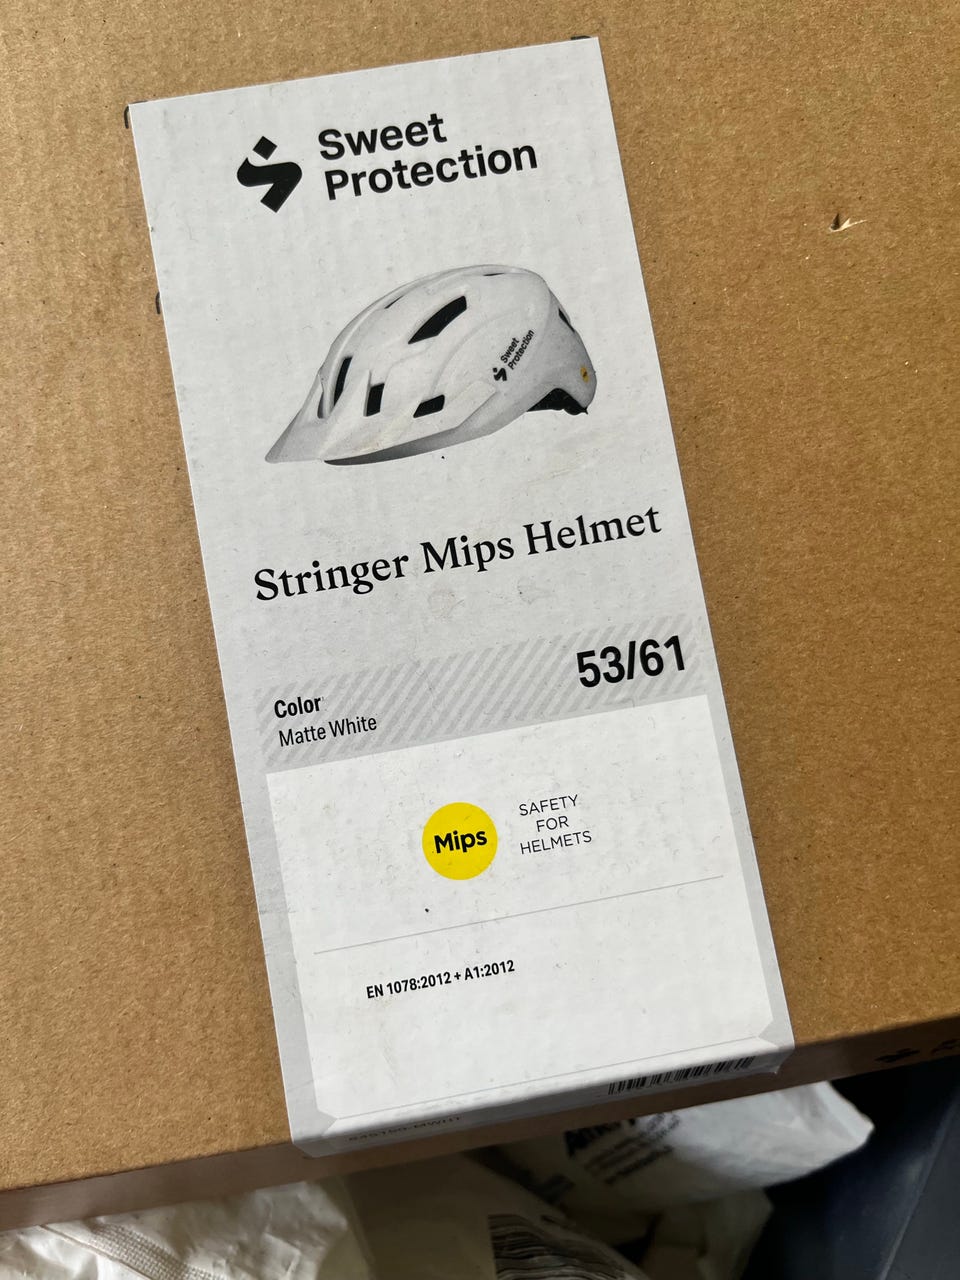 Sweet
Protection
Sweet
Protection
Stringer Mips Helmet
53/61
Color
Matte White
Mips
SAFETY
FOR
HELMETS
EN 1078:2012 + A1:2012